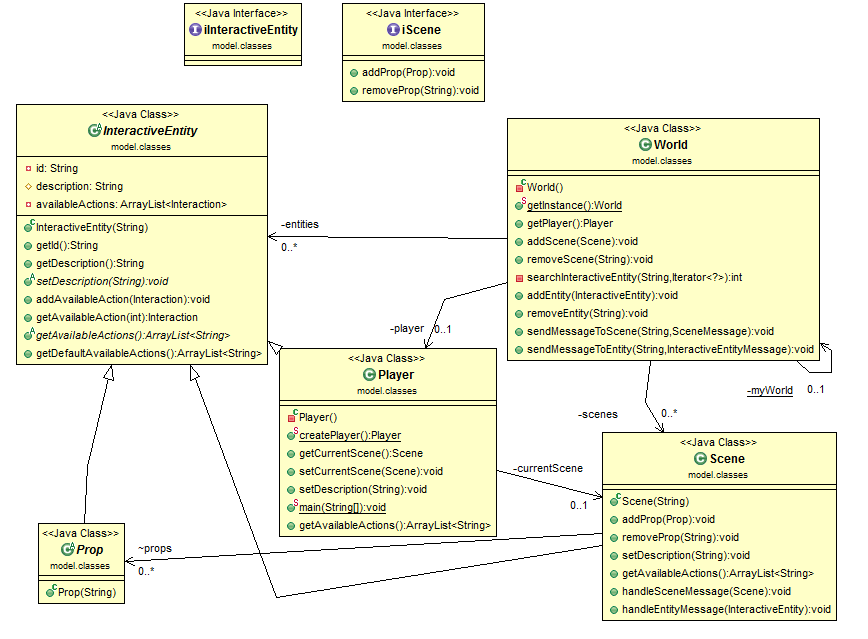 <<Java Interface>>
iInteractiveEntity
model.classes
<<Java Interface>>
iScene
model.classes
addProp(Prop):void
removeProp(String):void
<<Java Class>>
InteractiveEntity
model.classes
id: String
description: String
availableActions: ArrayList<Interaction>
InteractiveEntity(String)
getId():String
getDescription():String
setDescription(String):void
addAvailableAction(Interaction):void
getAvailableAction(int):Interaction
getAvailableActions():ArrayList<String>
getDefaultAvailableActions():ArrayList<String>
-entities
0..*
<<Java Class>>
World
model.classes
World()
getInstance():World
getPlayer():Player
addScene(Scene):void
removeScene(String):void
searchInteractiveEntity(String,Iterator<?>):int
addEntity(InteractiveEntity):void
removeEntity(String):void
sendMessageToScene(String,SceneMessage):void
sendMessageToEntity(String,InteractiveEntityMessage):void
-player
0..1
-myWorld
0..1
-scenes
0..*
<<Java Class>>
Player
model.classes
Player()
createPlayer():Player
getCurrentScene():Scene
setCurrentScene(Scene):void
setDescription(String):void
main(String[]):void
getAvailableActions():ArrayList<String>
-currentScene
0..1
<<Java Class>>
Scene
model.classes
Scene(String)
addProp(Prop):void
removeProp(String):void
setDescription(String):void
getAvailableActions():ArrayList<String>
handleSceneMessage(Scene):void
handleEntityMessage(InteractiveEntity):void
<<Java Class>>
Prop
model.classes
Prop(String)
~props
0..*